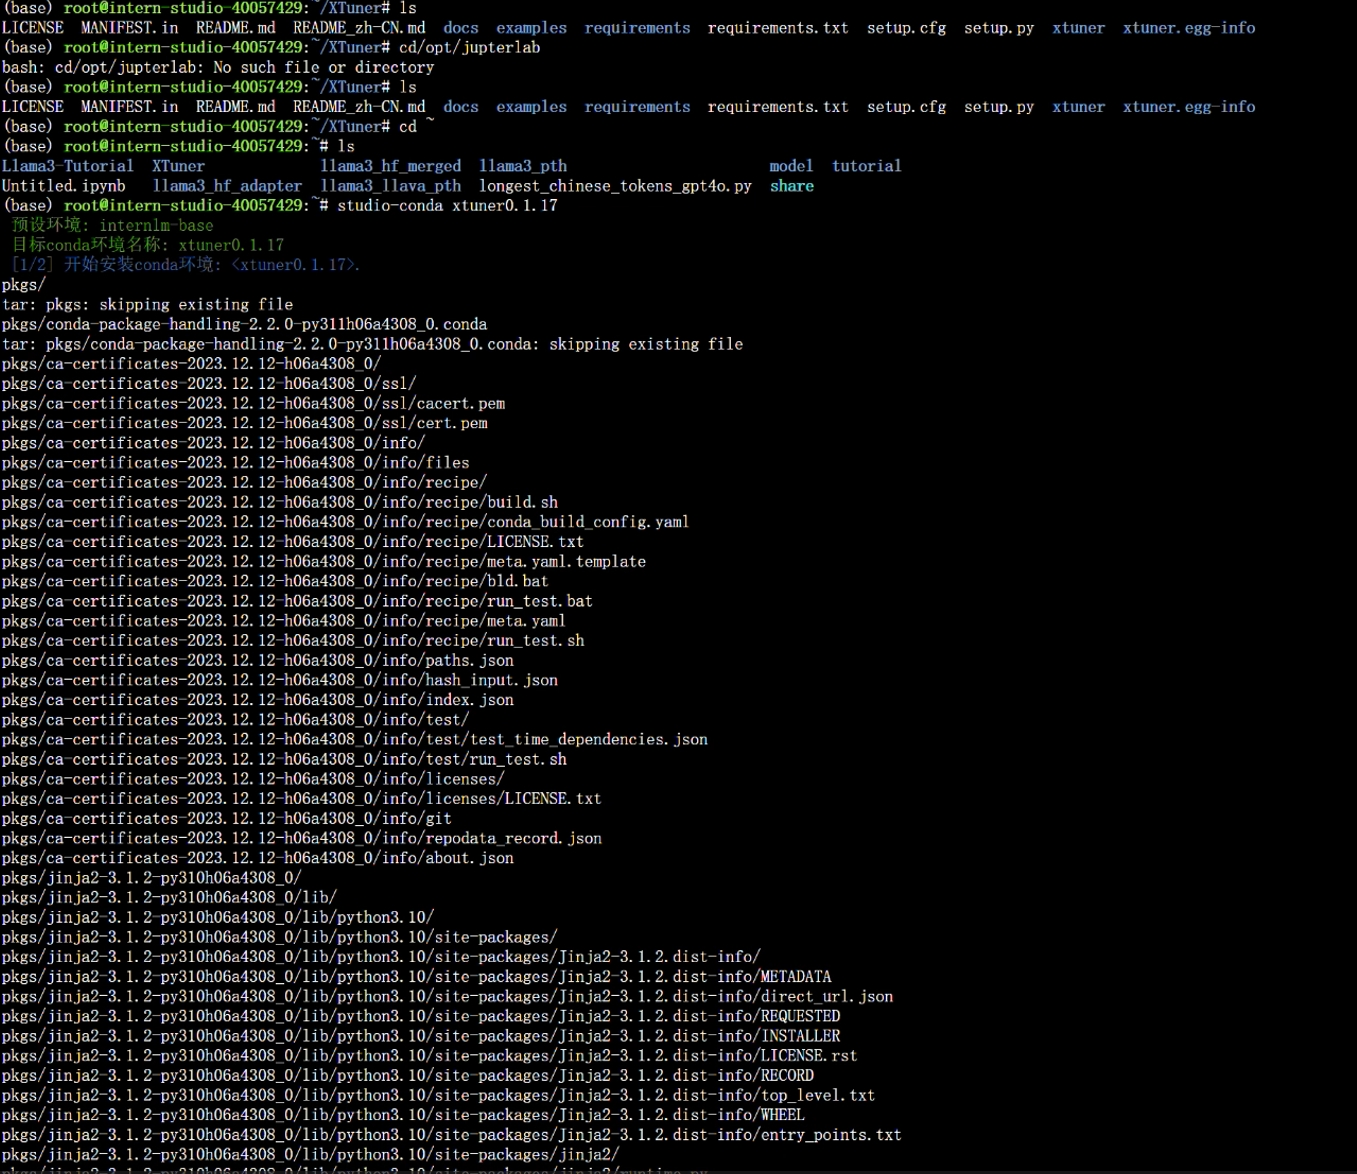 (base) root@intern-studio-40057429:~/XTuner# ls
LICENSE MANIFEST.in README.md README_zh-CN.md docs examples requirements requirements.txt setup.cfg setup.py xtuner xtuner.egg-info
(base) root@intern-studio-40057429:~/XTuner# cd/opt/jupterlab
bash: cd/opt/jupterlab: No such file or directory
(base) root@intern-studio-40057429:~/XTuner# ls
LICENSE MANIFEST.in README.md README_zh-CN.md docs examples requirements requirements.txt setup.cfg setup.py xtuner xtuner.egg-info
(base) root@intern-studio-40057429:~/XTuner# cd ~
(base) root@intern-studio-40057429:~# ls
Llama3-Tutorial XTuner llama3_hf_merged llama3_pth model tutorial
Untitled.ipynb llama3_hf_adapter llama3_llava_pth longest_chinese_tokens_gpt4o.py share
(base) root@intern-studio-40057429:~# studio-conda xtuner0.1.17
预设环境: internlm-base
目标conda环境名称: xtuner0.1.17
[1/2] 开始安装conda环境: <xtuner0.1.17>.
pkgs/
tar: pkgs: skipping existing file
pkgs/conda-package-handling-2.2.0-py311h06a4308_0.conda
tar: pkgs/conda-package-handling-2.2.0-py311h06a4308_0.conda: skipping existing file
pkgs/ca-certificates-2023.12.12-h06a4308_0/
pkgs/ca-certificates-2023.12.12-h06a4308_0/ssl/
pkgs/ca-certificates-2023.12.12-h06a4308_0/ssl/cacert.pem
pkgs/ca-certificates-2023.12.12-h06a4308_0/ssl/cert.pem
pkgs/ca-certificates-2023.12.12-h06a4308_0/info/
pkgs/ca-certificates-2023.12.12-h06a4308_0/info/files
pkgs/ca-certificates-2023.12.12-h06a4308_0/info/recipe/
pkgs/ca-certificates-2023.12.12-h06a4308_0/info/recipe/build.sh
pkgs/ca-certificates-2023.12.12-h06a4308_0/info/recipe/conda_build_config.yaml
pkgs/ca-certificates-2023.12.12-h06a4308_0/info/recipe/LICENSE.txt
pkgs/ca-certificates-2023.12.12-h06a4308_0/info/recipe/meta.yaml.template
pkgs/ca-certificates-2023.12.12-h06a4308_0/info/recipe/bld.bat
pkgs/ca-certificates-2023.12.12-h06a4308_0/info/recipe/run_test.bat
pkgs/ca-certificates-2023.12.12-h06a4308_0/info/recipe/meta.yaml
pkgs/ca-certificates-2023.12.12-h06a4308_0/info/recipe/run_test.sh
pkgs/ca-certificates-2023.12.12-h06a4308_0/info/paths.json
pkgs/ca-certificates-2023.12.12-h06a4308_0/info/hash_input.json
pkgs/ca-certificates-2023.12.12-h06a4308_0/info/index.json
pkgs/ca-certificates-2023.12.12-h06a4308_0/info/test/
pkgs/ca-certificates-2023.12.12-h06a4308_0/info/test/test_time_dependencies.json
pkgs/ca-certificates-2023.12.12-h06a4308_0/info/test/run_test.sh
pkgs/ca-certificates-2023.12.12-h06a4308_0/info/licenses/
pkgs/ca-certificates-2023.12.12-h06a4308_0/info/licenses/LICENSE.txt
pkgs/ca-certificates-2023.12.12-h06a4308_0/info/git
pkgs/ca-certificates-2023.12.12-h06a4308_0/info/repodata_record.json
pkgs/ca-certificates-2023.12.12-h06a4308_0/info/about.json
pkgs/jinja2-3.1.2-py310h06a4308_0/
pkgs/jinja2-3.1.2-py310h06a4308_0/lib/
pkgs/jinja2-3.1.2-py310h06a4308_0/lib/python3.10/
pkgs/jinja2-3.1.2-py310h06a4308_0/lib/python3.10/site-packages/
pkgs/jinja2-3.1.2-py310h06a4308_0/lib/python3.10/site-packages/Jinja2-3.1.2.dist-info/
pkgs/jinja2-3.1.2-py310h06a4308_0/lib/python3.10/site-packages/Jinja2-3.1.2.dist-info/METADATA
pkgs/jinja2-3.1.2-py310h06a4308_0/lib/python3.10/site-packages/Jinja2-3.1.2.dist-info/direct_url.json
pkgs/jinja2-3.1.2-py310h06a4308_0/lib/python3.10/site-packages/Jinja2-3.1.2.dist-info/REQUESTED
pkgs/jinja2-3.1.2-py310h06a4308_0/lib/python3.10/site-packages/Jinja2-3.1.2.dist-info/INSTALLER
pkgs/jinja2-3.1.2-py310h06a4308_0/lib/python3.10/site-packages/Jinja2-3.1.2.dist-info/LICENSE.rst
pkgs/jinja2-3.1.2-py310h06a4308_0/lib/python3.10/site-packages/Jinja2-3.1.2.dist-info/RECORD
pkgs/jinja2-3.1.2-py310h06a4308_0/lib/python3.10/site-packages/Jinja2-3.1.2.dist-info/top_level.txt
pkgs/jinja2-3.1.2-py310h06a4308_0/lib/python3.10/site-packages/Jinja2-3.1.2.dist-info/WHEEL
pkgs/jinja2-3.1.2-py310h06a4308_0/lib/python3.10/site-packages/Jinja2-3.1.2.dist-info/entry_points.txt
pkgs/jinja2-3.1.2-py310h06a4308_0/lib/python3.10/site-packages/jinja2/